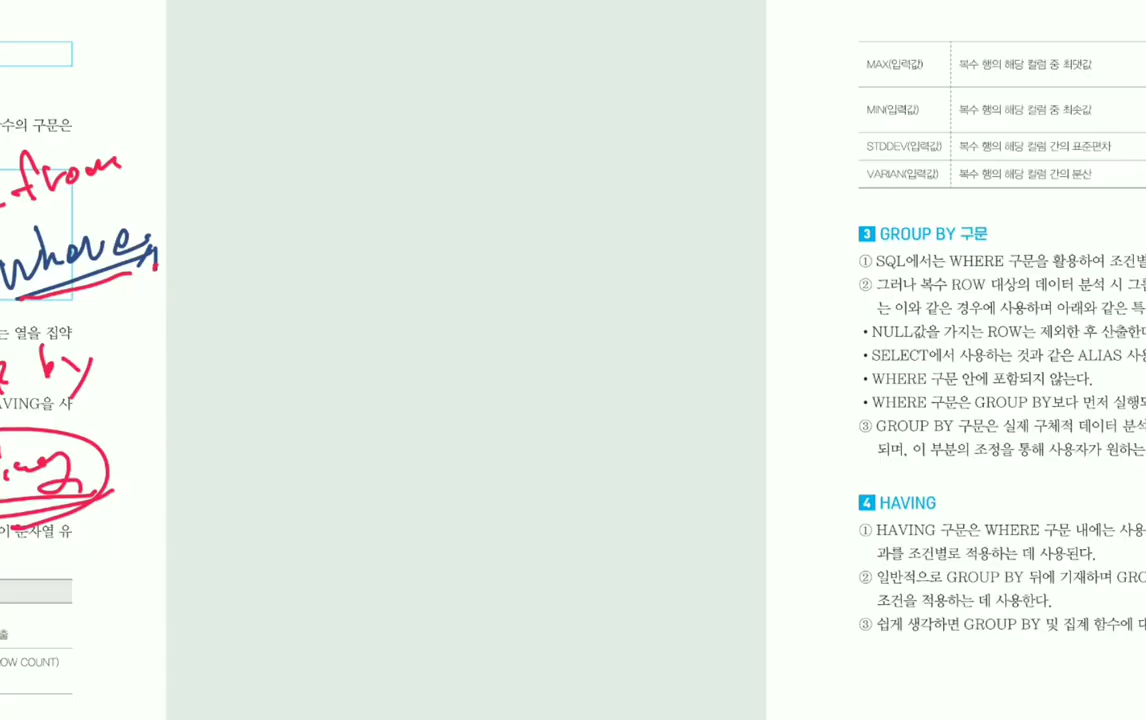 수의 구문은
from
where
는 열을 집약
by
AVING을 사
이 문자열 유
출
OW COUNT)
MAX(입력값) 복수 행의 해당 컬럼 중 최댓값
MIN(입력값) 복수 행의 해당 컬럼 중 최솟값
STDDEV(입력값) 복수 행의 해당 컬럼 간의 표준편차
VARIAN(입력값) 복수 행의 해당 컬럼 간의 분산
3 GROUP BY 구문
① SQL에서는 WHERE 구문을 활용하여 조건별
② 그러나 복수 ROW 대상의 데이터 분석 시 그룹
는 이와 같은 경우에 사용하며 아래와 같은 특
• NULL값을 가지는 ROW는 제외한 후 산출한다
• SELECT에서 사용하는 것과 같은 ALIAS 사용
• WHERE 구문 안에 포함되지 않는다.
• WHERE 구문은 GROUP BY보다 먼저 실행되
③ GROUP BY 구문은 실제 구체적 데이터 분석
되며, 이 부분의 조정을 통해 사용자가 원하는
4 HAVING
① HAVING 구문은 WHERE 구문 내에는 사용
과를 조건별로 적용하는 데 사용된다.
② 일반적으로 GROUP BY 뒤에 기재하며 GRO
조건을 적용하는 데 사용한다.
③ 쉽게 생각하면 GROUP BY 및 집계 함수에 대